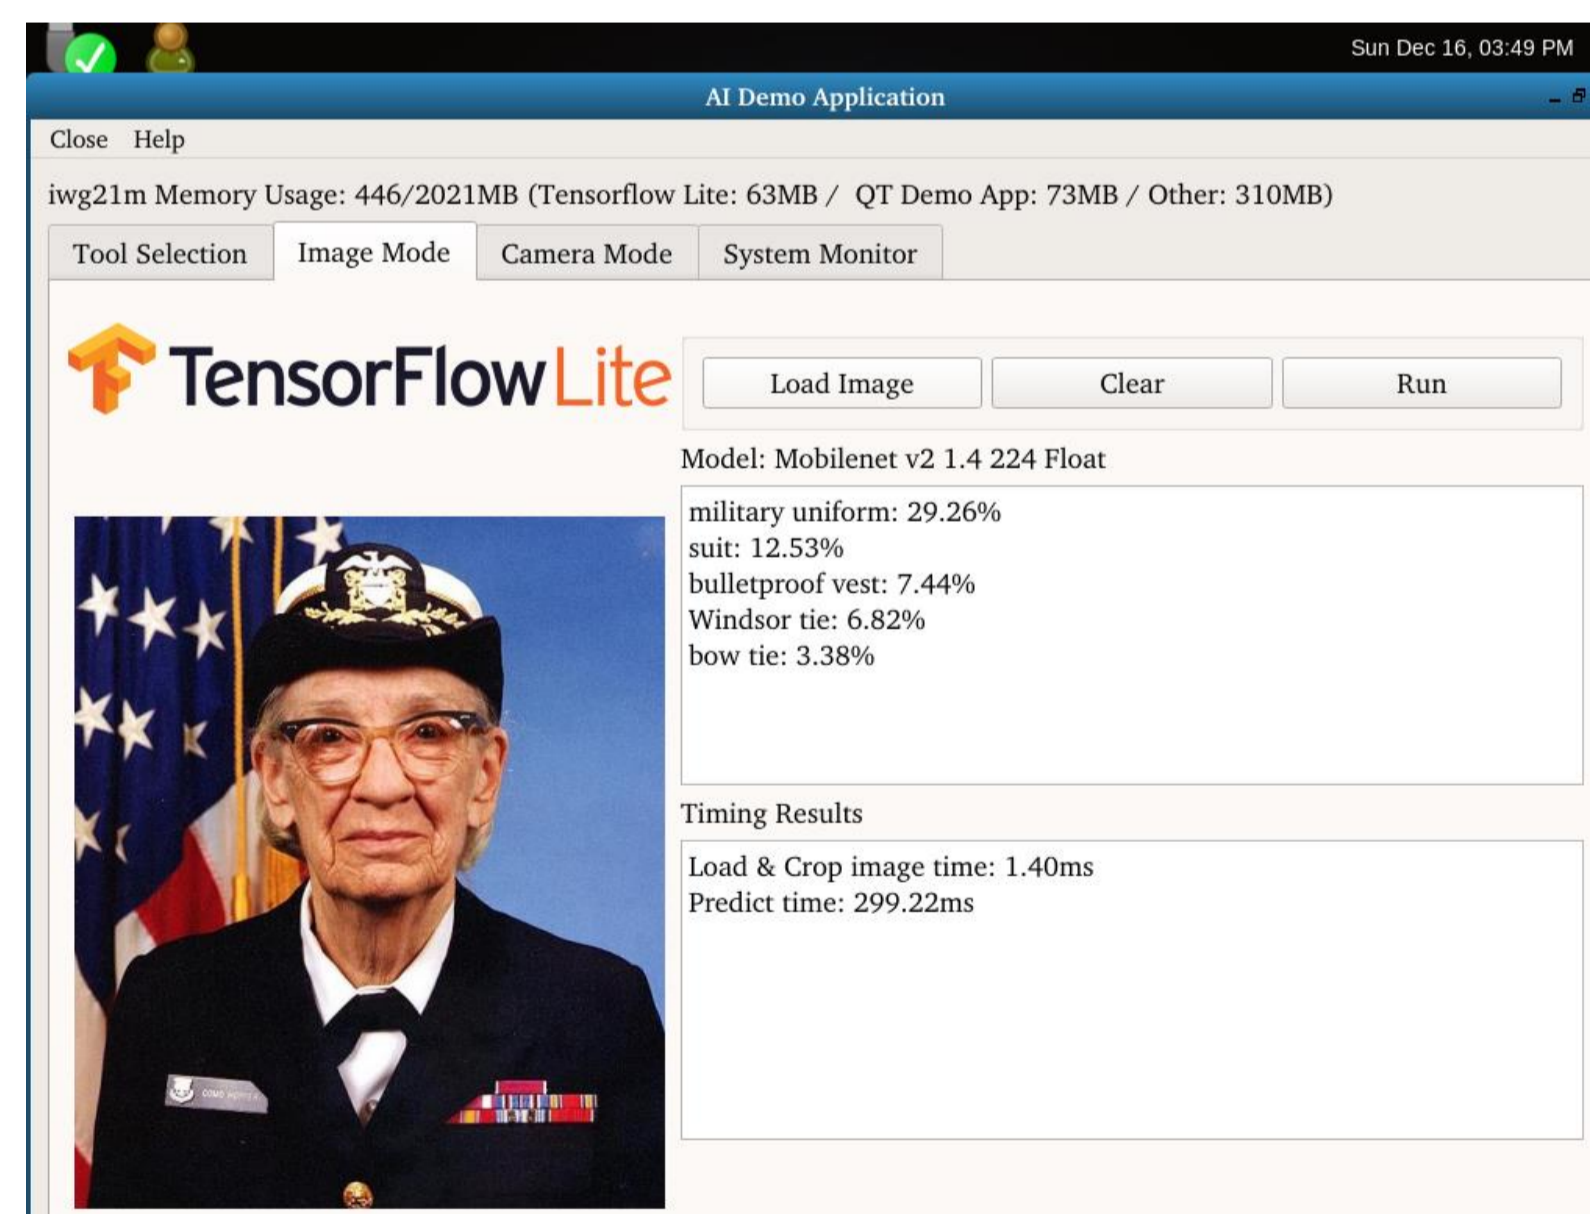 Sun Dec 16, 03:49 PM
AI Demo Application
Close Help
iwg21m Memory Usage: 446/2021MB (Tensorflow Lite: 63MB / QT Demo App: 73MB / Other: 310MB)
Tool Selection Image Mode Camera Mode System Monitor
TensorFlow Lite
Load Image Clear Run
Model: Mobilenet v2 1.4 224 Float
military uniform: 29.26%
suit: 12.53%
bulletproof vest: 7.44%
Windsor tie: 6.82%
bow tie: 3.38%
Timing Results
Load & Crop image time: 1.40ms
Predict time: 299.22ms
COMO HOPPER